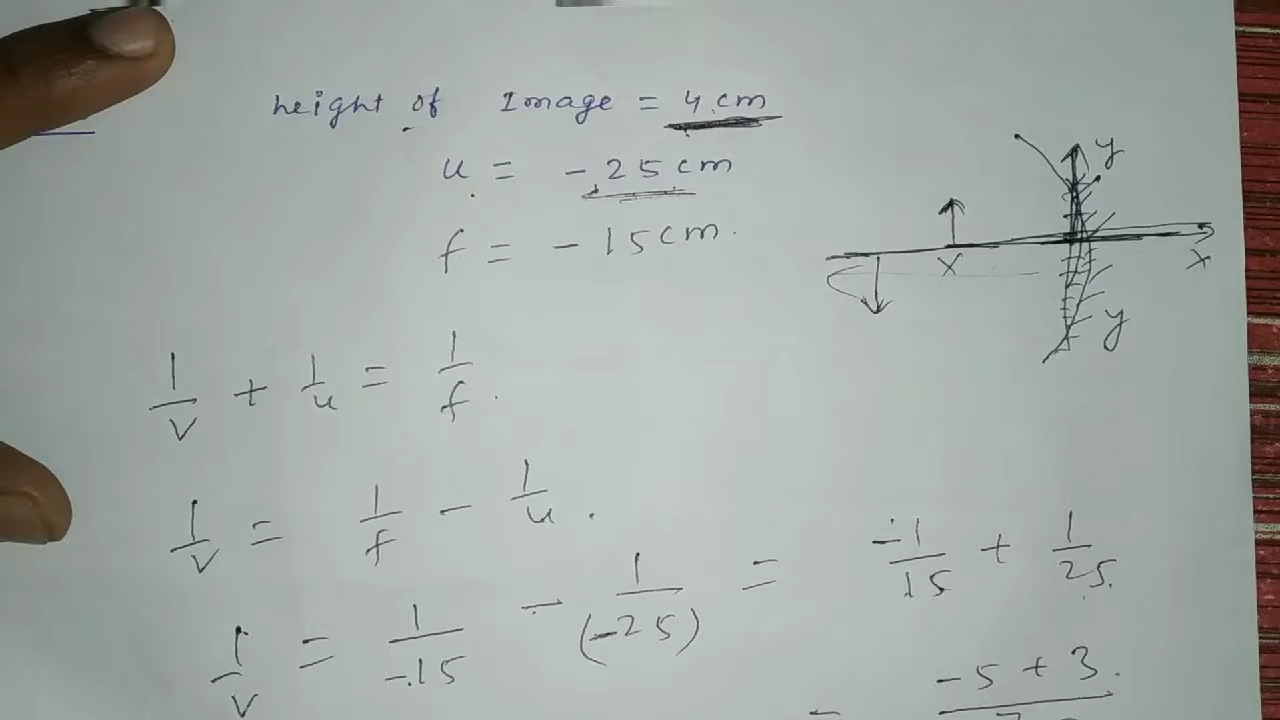 height of Image = 4 cm
u = - 25 cm
f = - 15 cm.
y
x
x
y
1/v + 1/u = 1/f .
1/v = 1/f - 1/u .
1/v = 1/-15 - 1/(-25) = -1/15 + 1/25
= -5 + 3